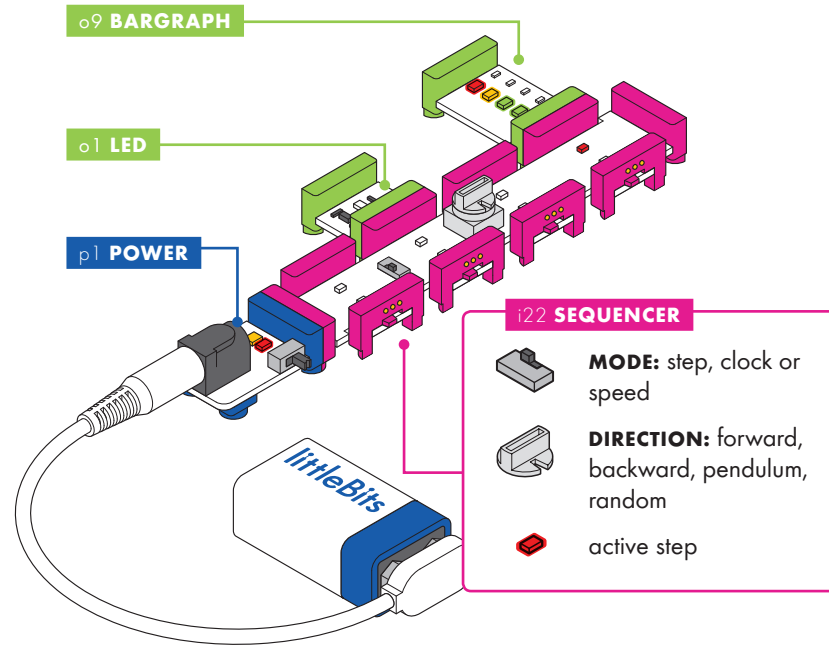 o9 BARGRAPH
o1 LED
p1 POWER
i22 SEQUENCER
MODE: step, clock or
speed
DIRECTION: forward,
backward, pendulum,
random
active step
littleBits